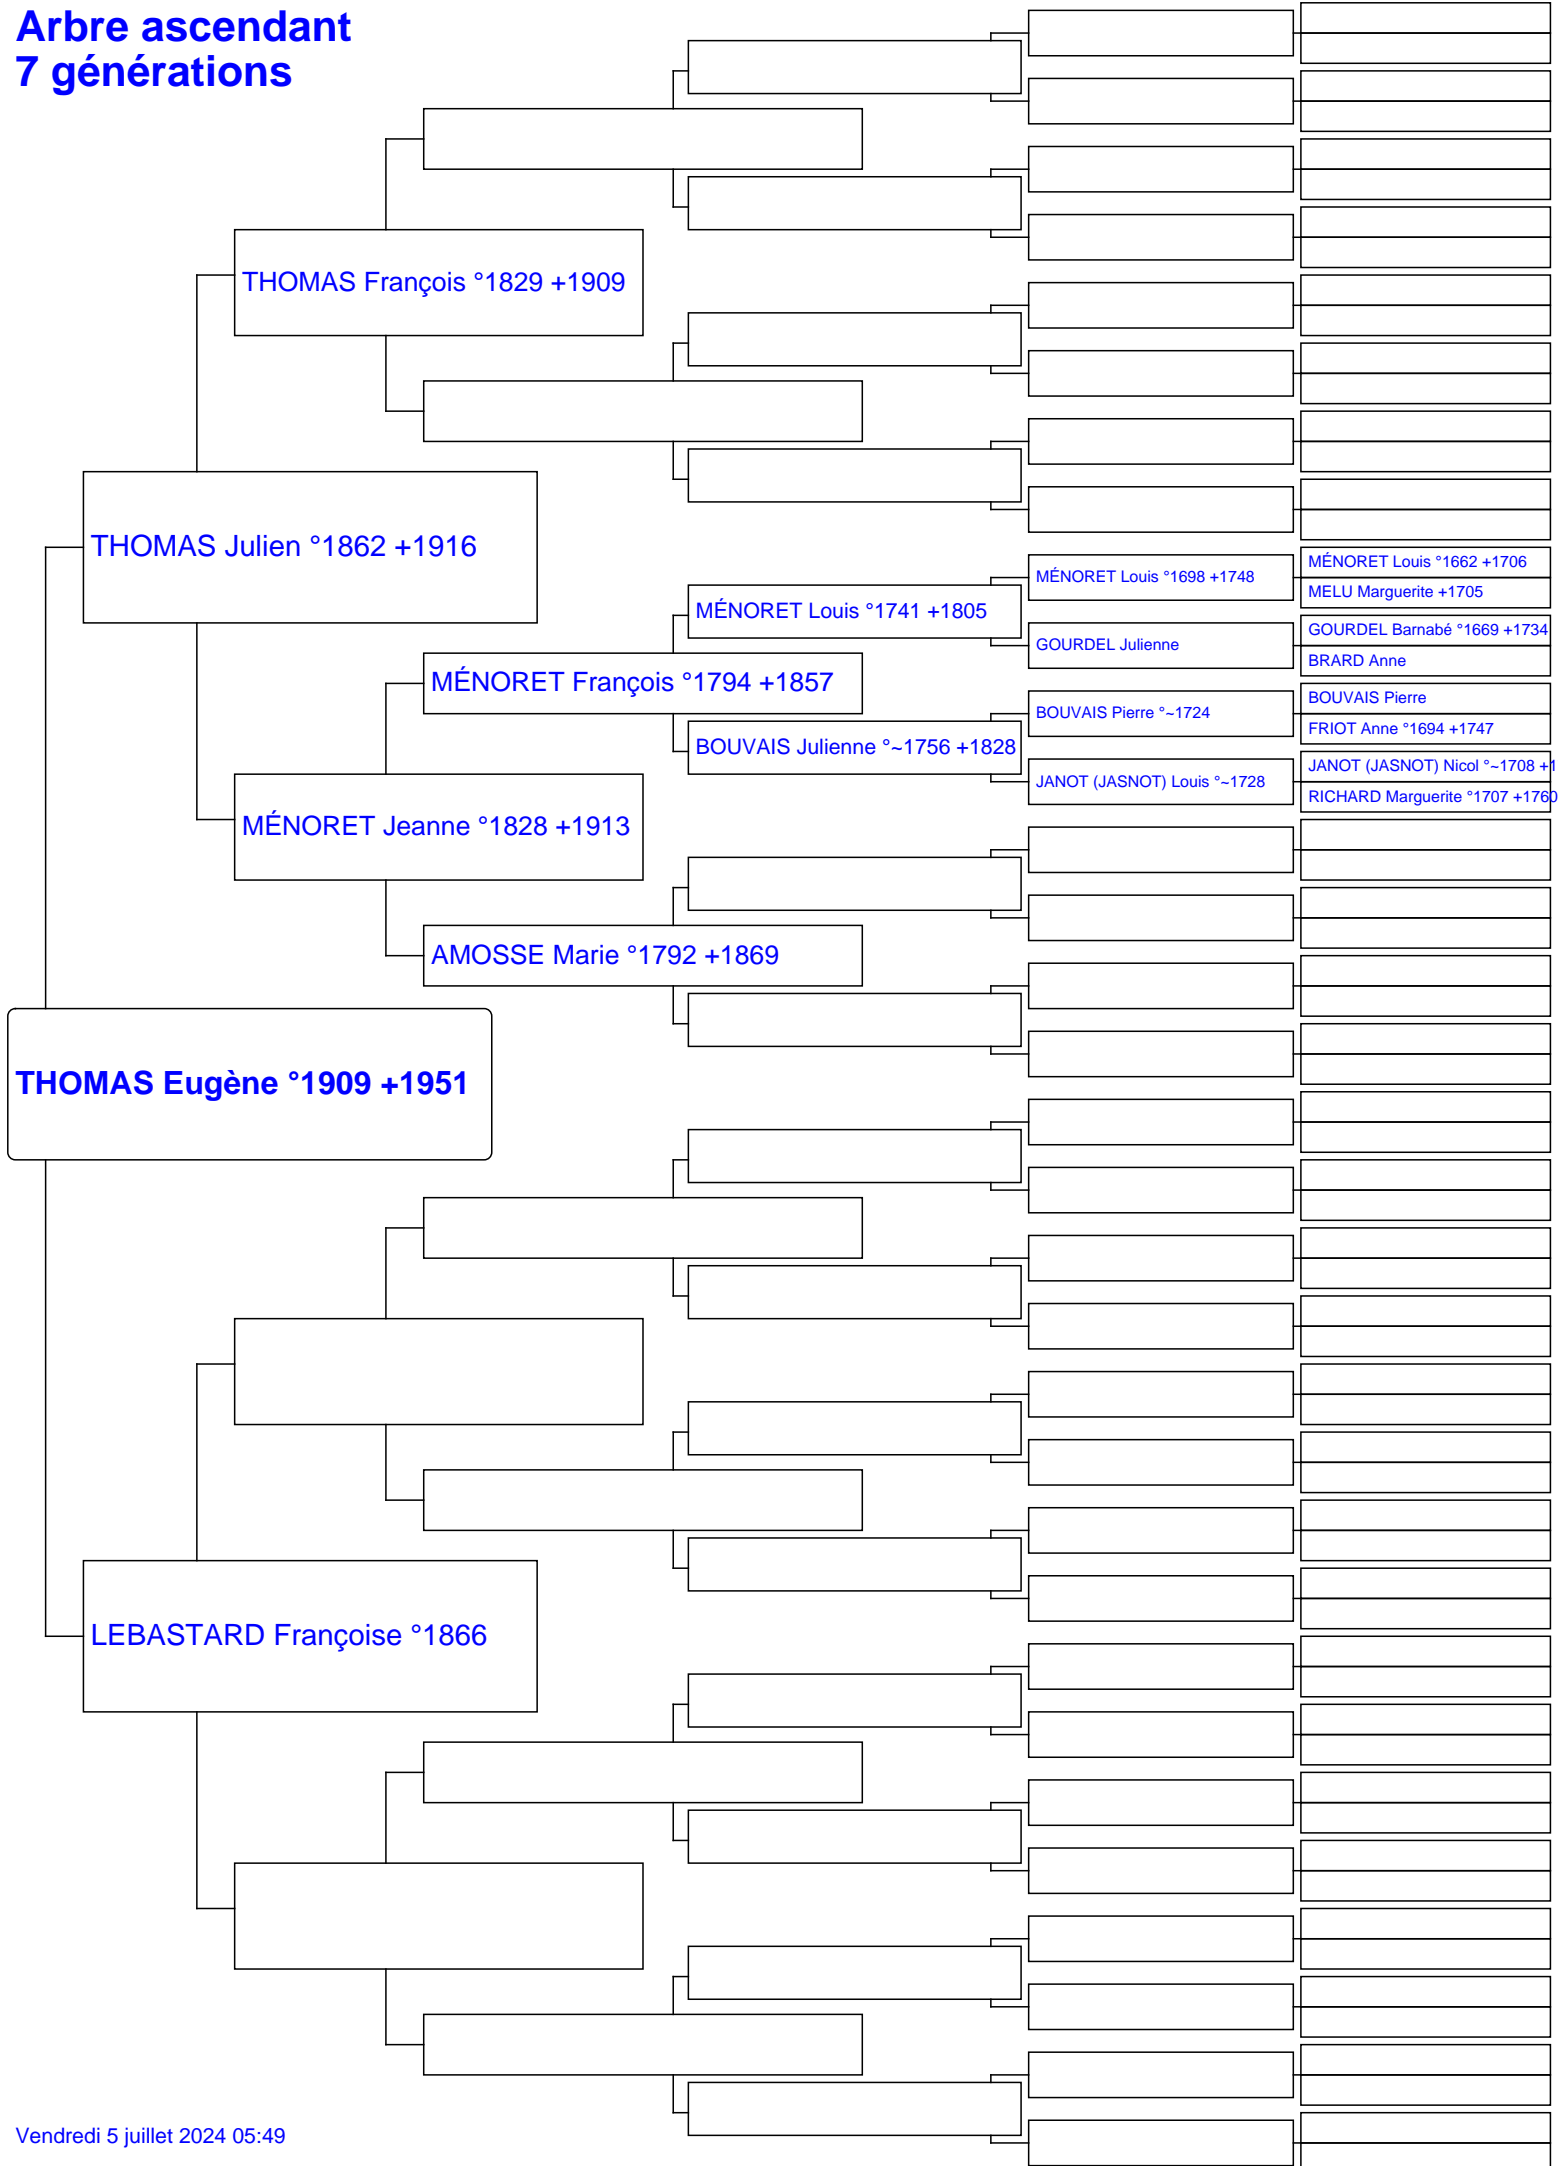 Arbre ascendant
7 générations
THOMAS François °1829 +1909
THOMAS Julien °1862 +1916
MÉNORET Louis °1662 +1706
MÉNORET Louis °1698 +1748
MELU Marguerite +1705
MÉNORET Louis °1741 +1805
GOURDEL Barnabé °1669 +1734
GOURDEL Julienne
BRARD Anne
MÉNORET François °1794 +1857
BOUVAIS Pierre
BOUVAIS Pierre °~1724
FRIOT Anne °1694 +1747
BOUVAIS Julienne °~1756 +1828
JANOT (JASNOT) Nicol °~1708 +1
JANOT (JASNOT) Louis °~1728
RICHARD Marguerite °1707 +1760
MÉNORET Jeanne °1828 +1913
AMOSSE Marie °1792 +1869
THOMAS Eugène °1909 +1951
LEBASTARD Françoise °1866
Vendredi 5 juillet 2024 05:49